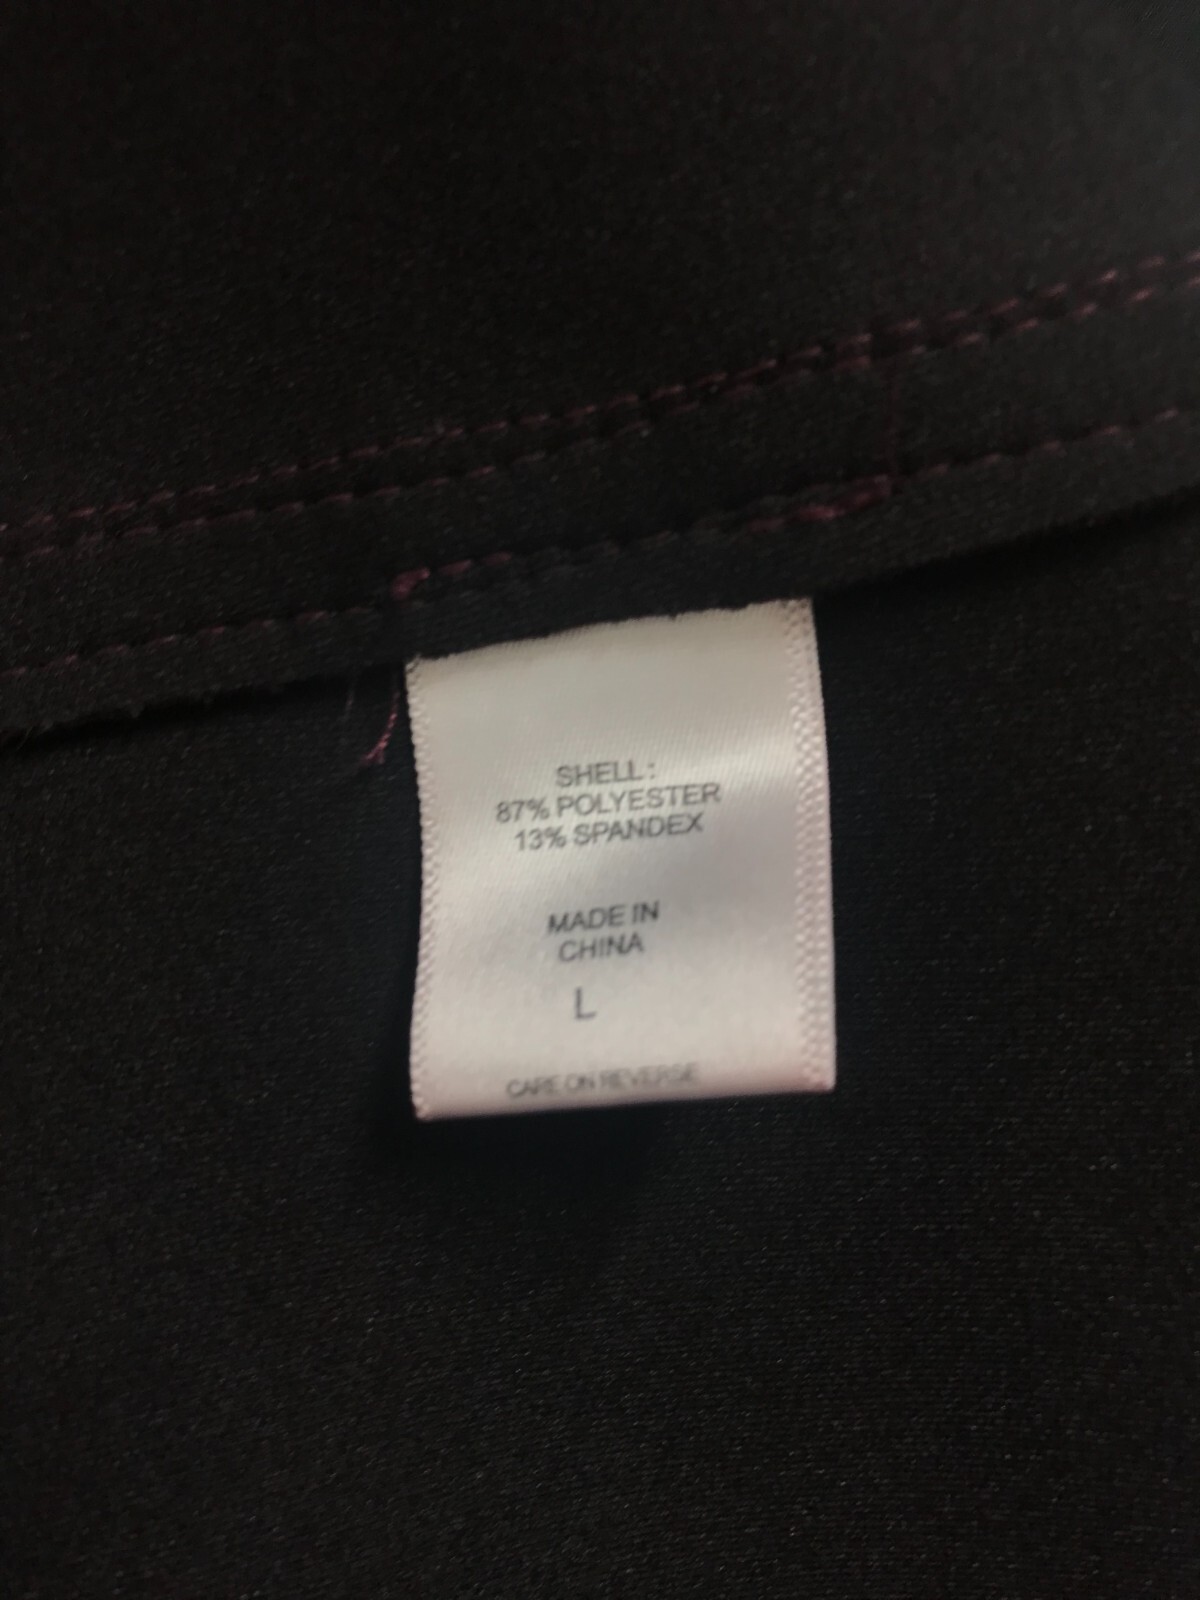 SHELL:
87% POLYESTER
13% SPANDEX
MADE IN
CHINA
L
CARE ON REVERSE